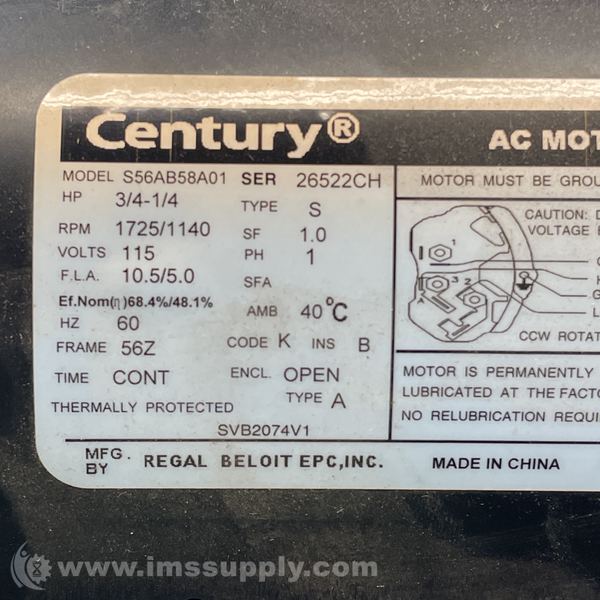 Century®
AC MOT
MODEL S56AB58A01 SER 26522CH
HP 3/4-1/4 TYPE S
RPM 1725/1140 SF 1.0
VOLTS 115 PH 1
F.L.A. 10.5/5.0 SFA
Ef.Nom(η)68.4%/48.1%
HZ 60 AMB 40°C
FRAME 56Z CODE K INS B
TIME CONT ENCL. OPEN
THERMALLY PROTECTED TYPE A
SVB2074V1
MFG. BY REGAL BELOIT EPC,INC. MADE IN CHINA
MOTOR MUST BE GROU
CAUTION: D
VOLTAGE
1
3
2
G
L
CCW ROTAT
MOTOR IS PERMANENTLY
LUBRICATED AT THE FACTO
NO RELUBRICATION REQUI
www.imssupply.com